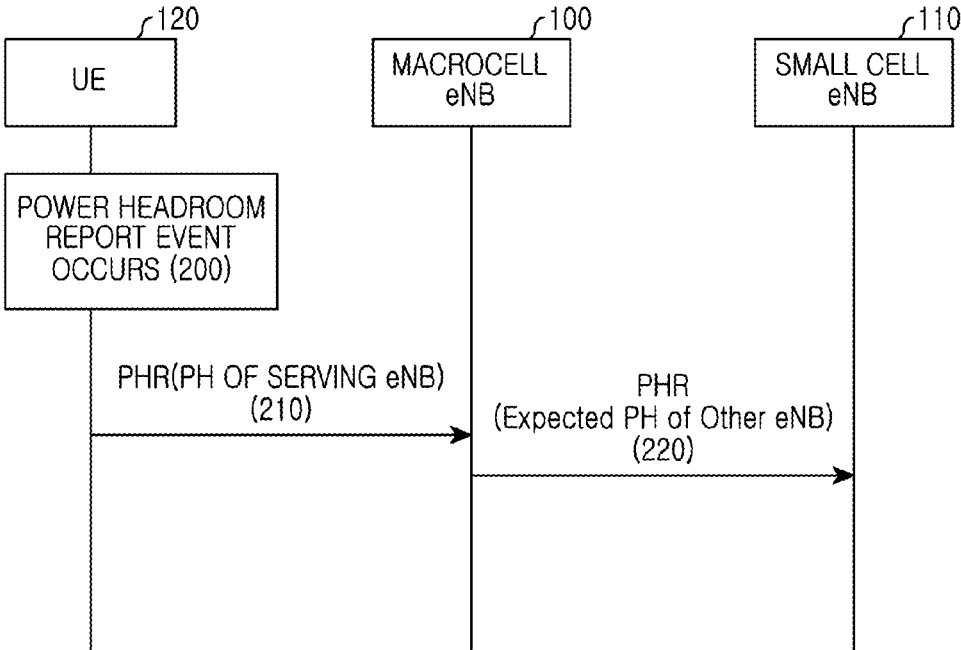 120
100
110
UE
MACROCELL
eNB
SMALL CELL
eNB
POWER HEADROOM
REPORT EVENT
OCCURS (200)
PHR(PH OF SERVING eNB)
(210)
PHR
(Expected PH of Other eNB)
(220)